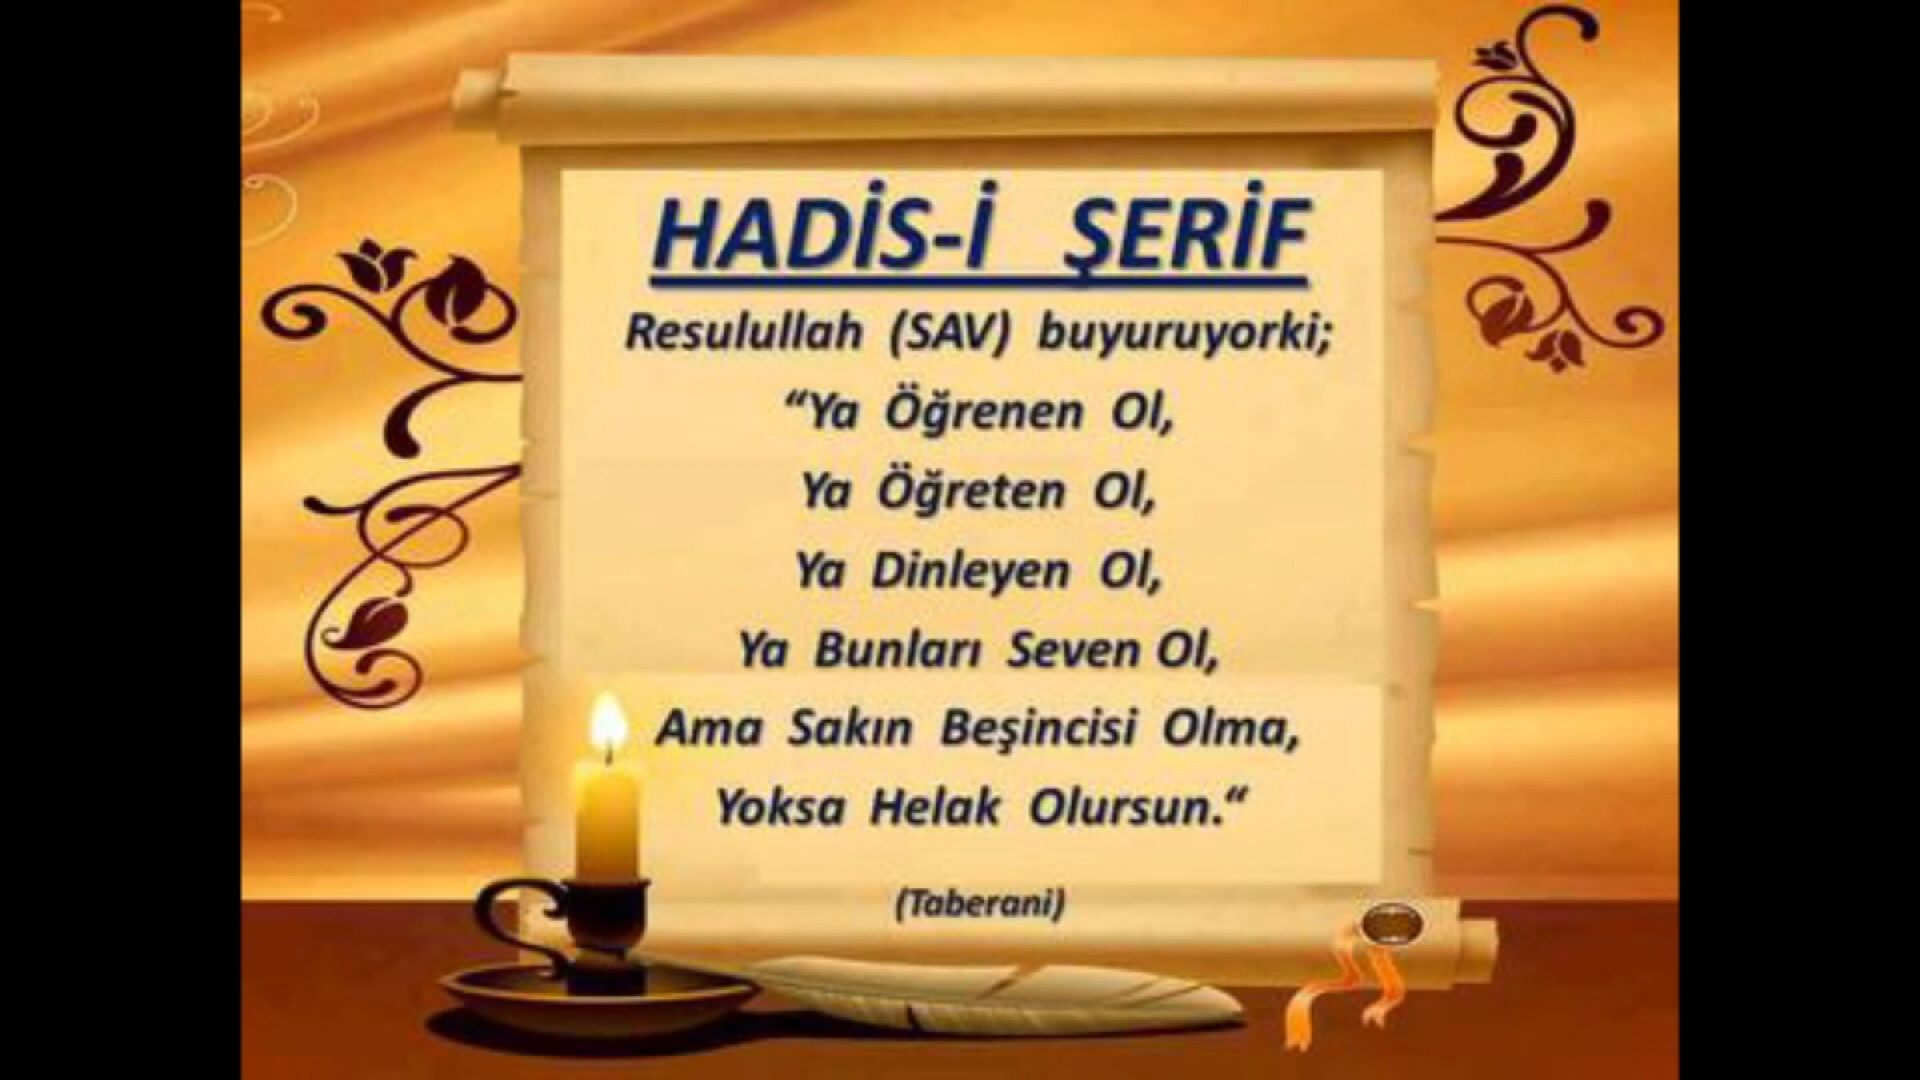 HADİS-İ ŞERİF
Resulullah (SAV) buyuruyorki;
“Ya Öğrenen Ol,
Ya Öğreten Ol,
Ya Dinleyen Ol,
Ya Bunları Seven Ol,
Ama Sakın Beşincisi Olma,
Yoksa Helak Olursun.“
(Taberani)